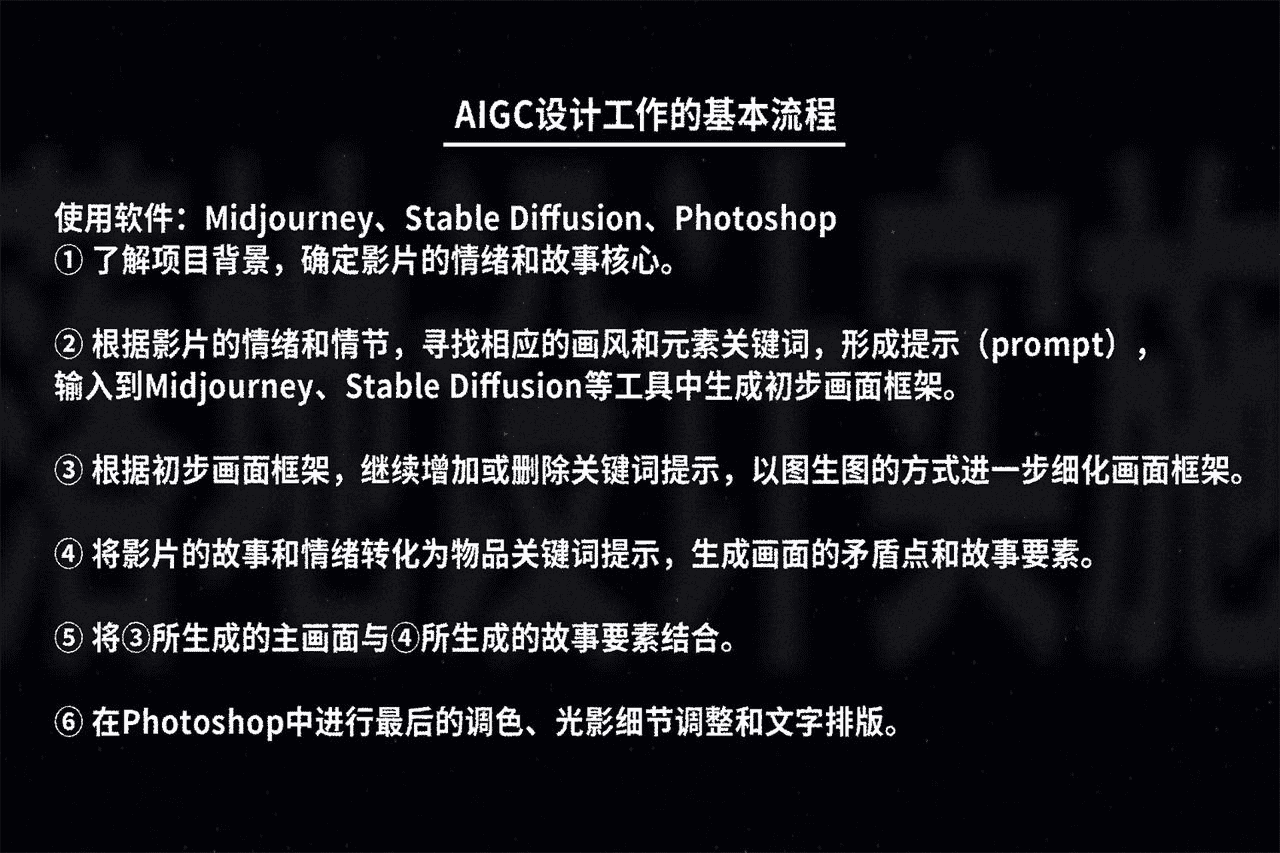 AIGC设计工作的基本流程
使用软件：Midjourney、Stable Diffusion、Photoshop
① 了解项目背景，确定影片的情绪和故事核心。
② 根据影片的情绪和情节，寻找相应的画风和元素关键词，形成提示（prompt），
输入到Midjourney、Stable Diffusion等工具中生成初步画面框架。
③ 根据初步画面框架，继续增加或删除关键词提示，以图生图的方式进一步细化画面框架。
④ 将影片的故事和情绪转化为物品关键词提示，生成画面的矛盾点和故事要素。
⑤ 将③所生成的主画面与④所生成的故事要素结合。
⑥ 在Photoshop中进行最后的调色、光影细节调整和文字排版。